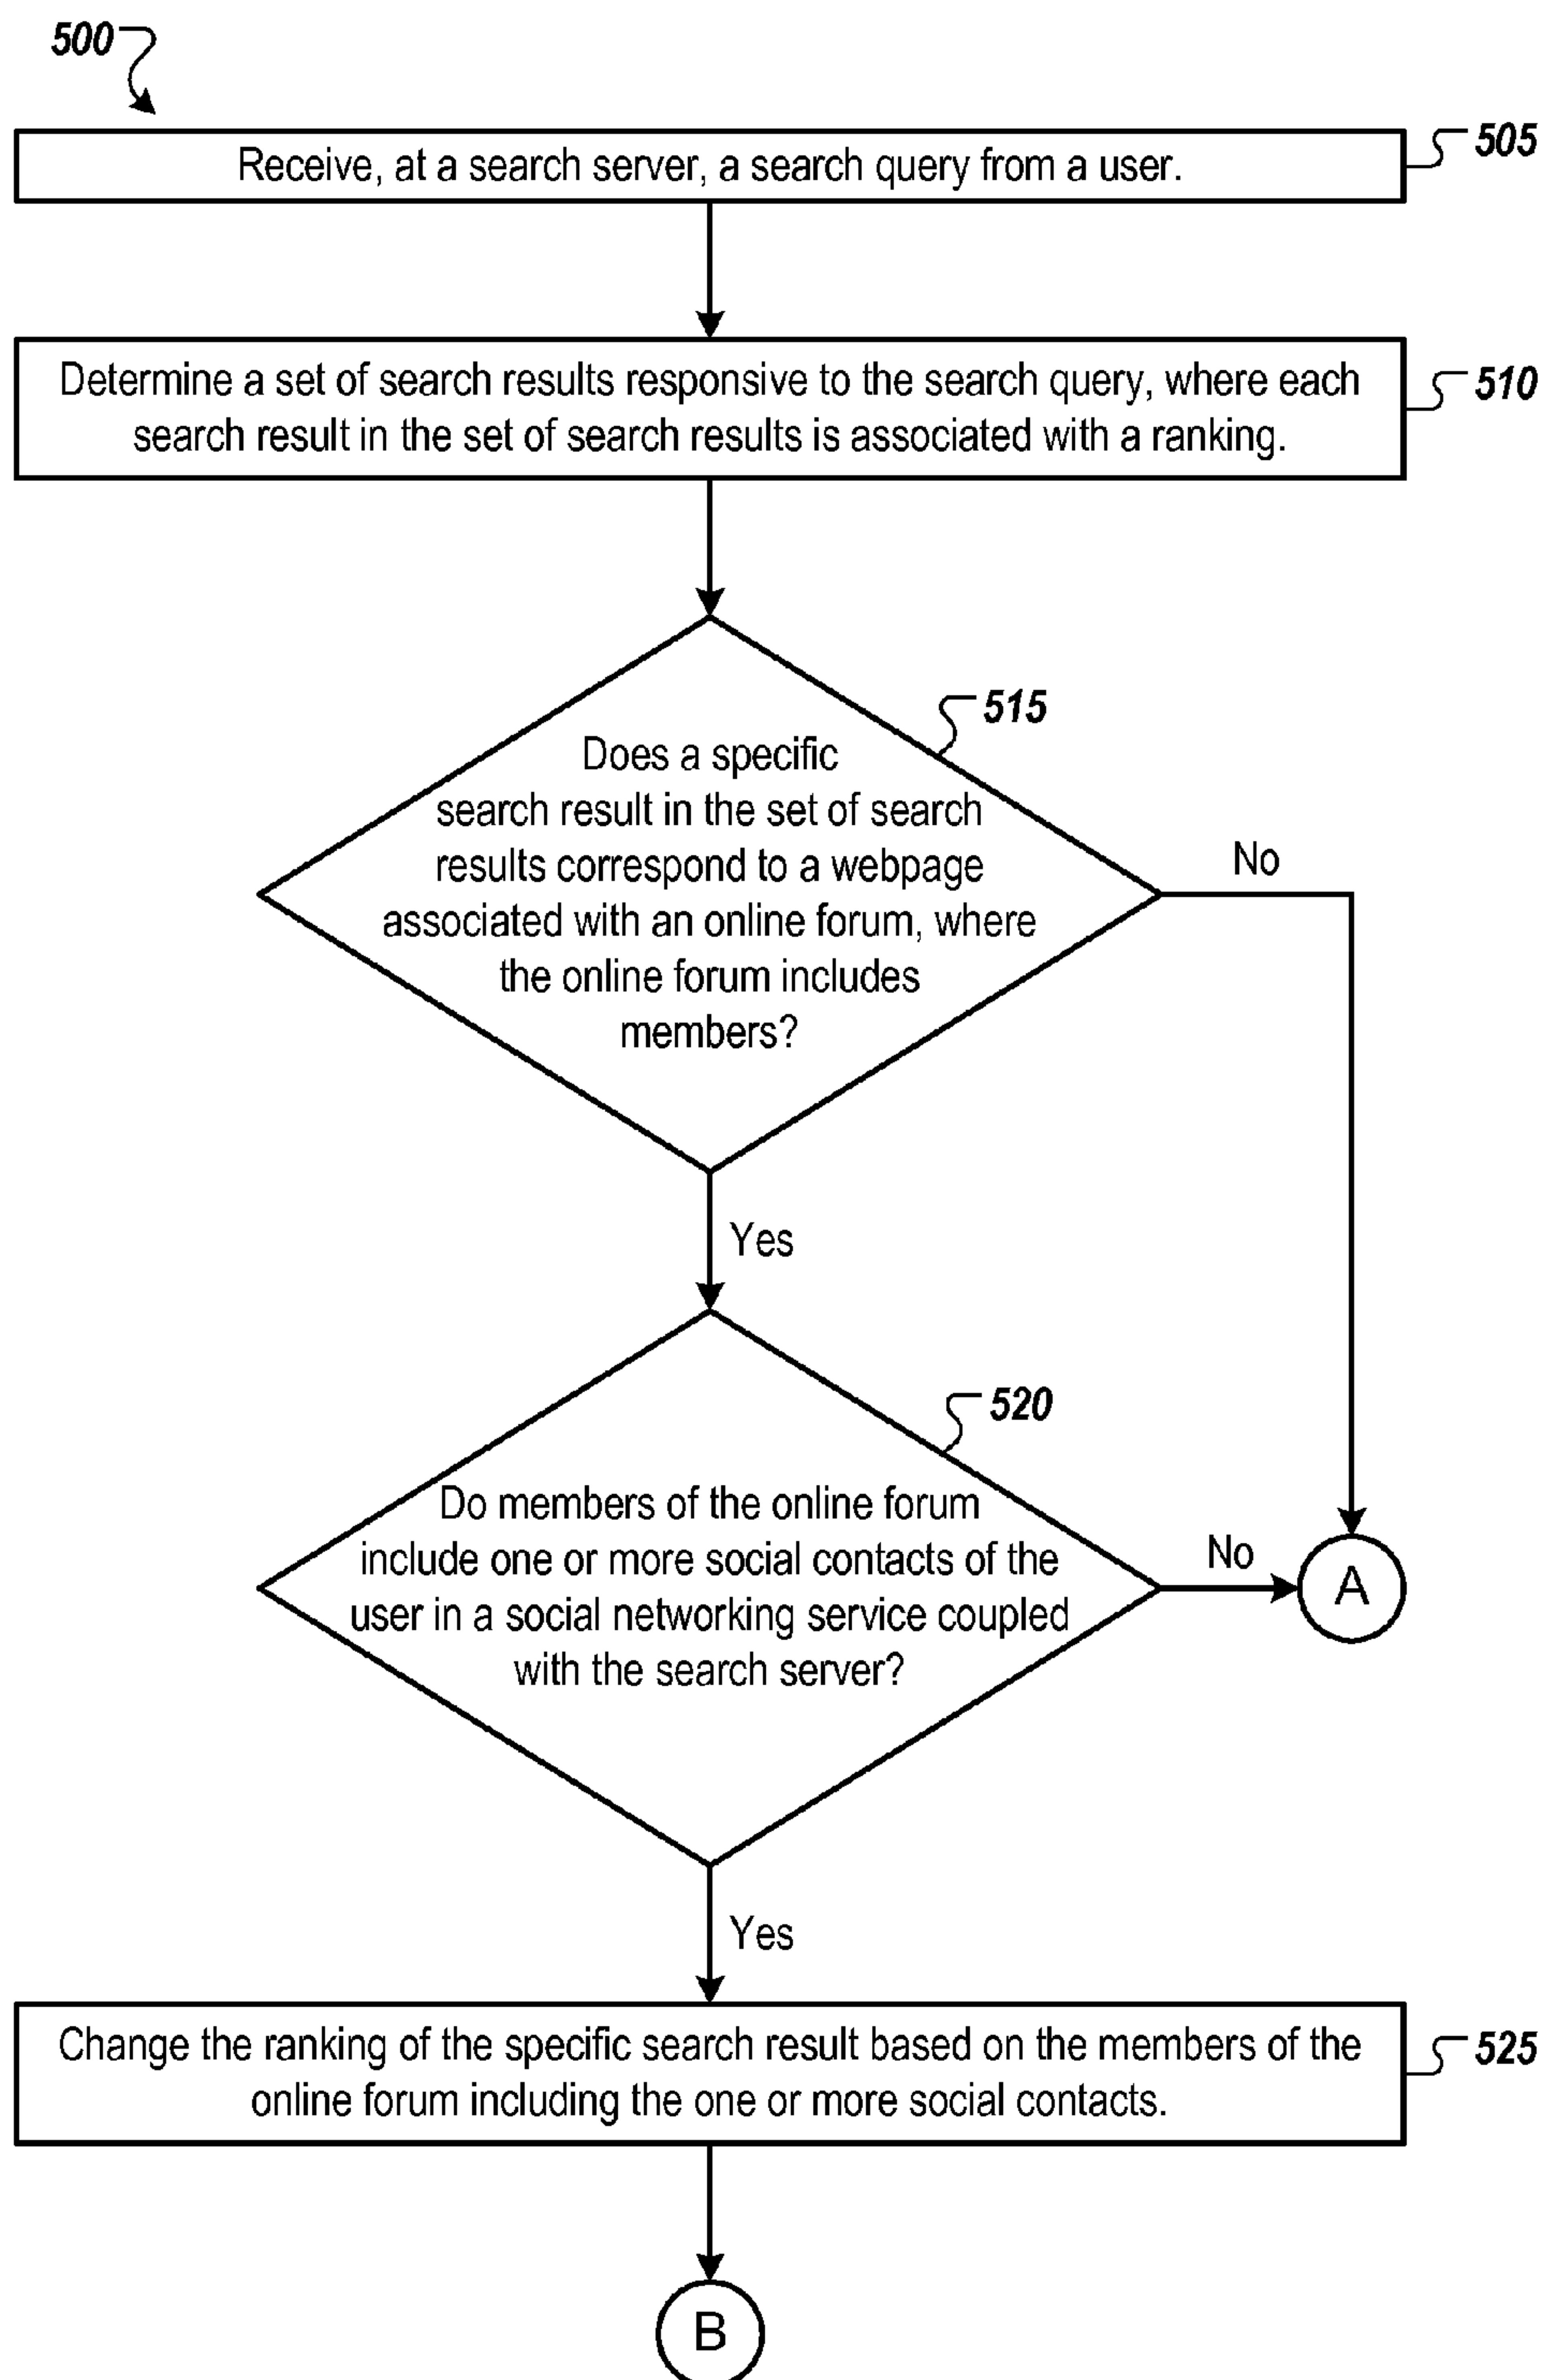 500
Receive, at a search server, a search query from a user.
505
Determine a set of search results responsive to the search query, where each
search result in the set of search results is associated with a ranking.
510
515
Does a specific
search result in the set of search
results correspond to a webpage
associated with an online forum, where
the online forum includes
members?
No
Yes
520
Do members of the online forum
include one or more social contacts of the
user in a social networking service coupled
with the search server?
No
A
Yes
Change the ranking of the specific search result based on the members of the
online forum including the one or more social contacts.
525
B